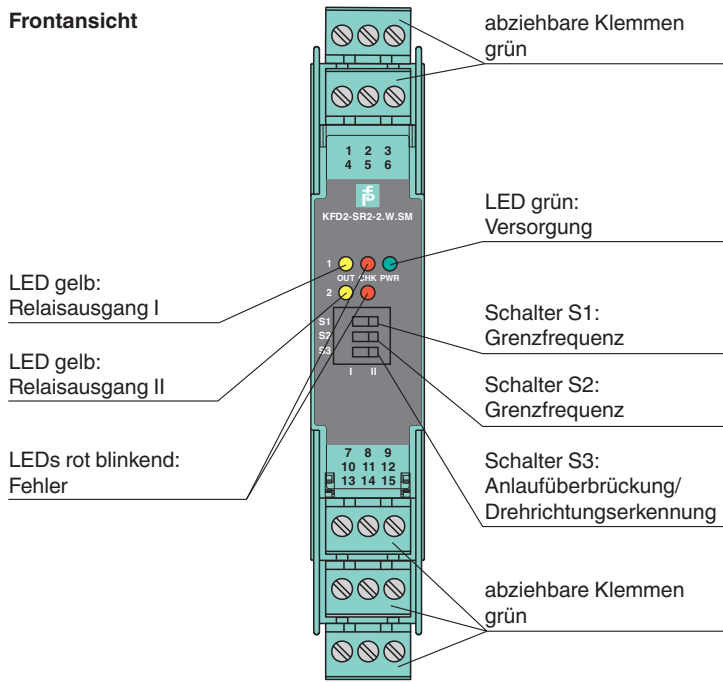 Frontansicht
abziehbare Klemmen
grün
1 2 3
4 5 6
KFD2-SR2-2.W.SM
LED grün:
Versorgung
1
OUT CHK PWR
2
LED gelb:
Relaisausgang I
S1
S2
S3
I II
Schalter S1:
Grenzfrequenz
LED gelb:
Relaisausgang II
Schalter S2:
Grenzfrequenz
LEDs rot blinkend:
Fehler
Schalter S3:
Anlaufüberbrückung/
Drehrichtungserkennung
7 8 9
10 11 12
13 14 15
abziehbare Klemmen
grün